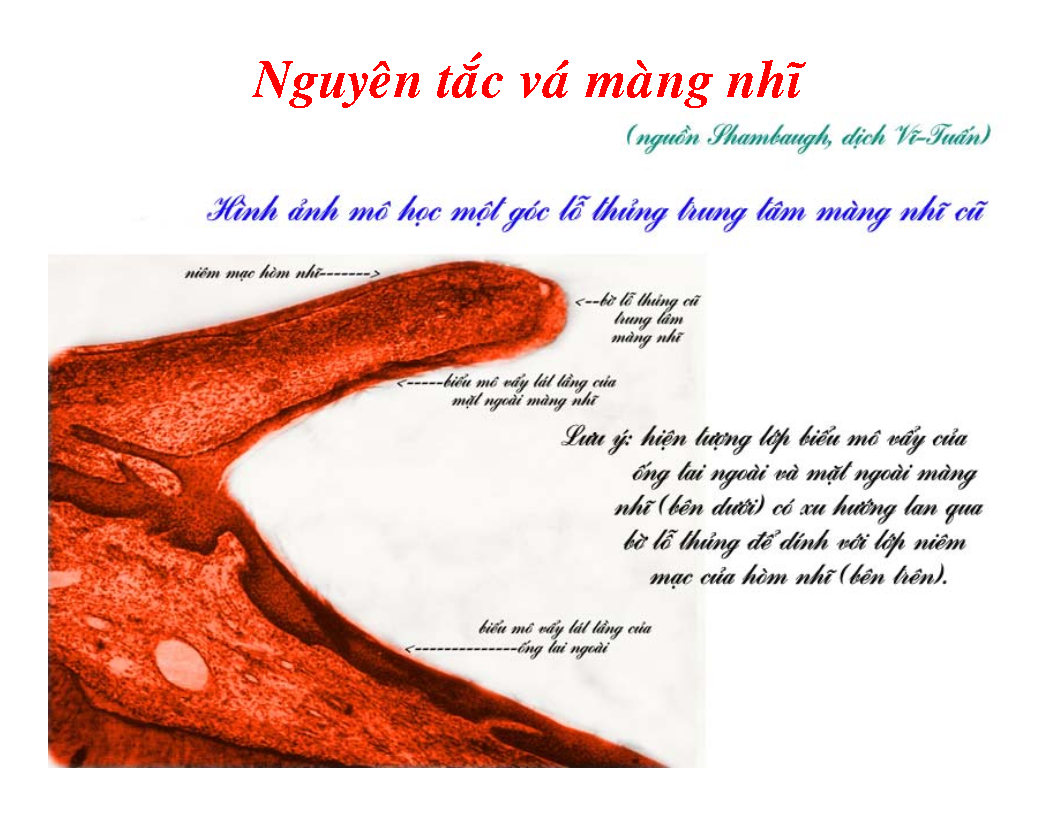 Nguyên tắc vá màng nhĩ
(nguồn Shambaugh, dịch Vĩ-Tuấn)
Hình ảnh mô học một góc lỗ thủng trung tâm màng nhĩ cũ
niêm mạc hòm nhĩ------->
<--bờ lỗ thủng cũ
trung tâm
màng nhĩ
<-----biểu mô vẩy lát tầng của
mặt ngoài màng nhĩ
Lưu ý: hiện tượng lớp biểu mô vẩy của
ống tai ngoài và mặt ngoài màng
nhĩ (bên dưới) có xu hướng lan qua
bờ lỗ thủng để dính với lớp niêm
mạc của hòm nhĩ (bên trên).
biểu mô vẩy lát tầng của
<--------------ống tai ngoài